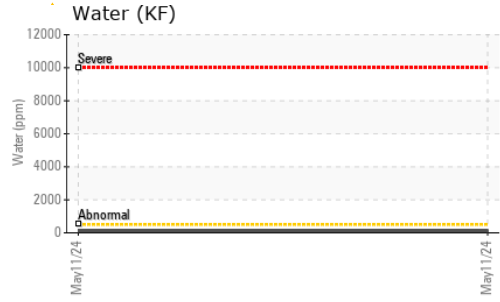 Water (KF)
12000
Severe
10000
8000
Water (ppm)
6000
4000
2000
Abnormal
0
May11/24
May11/24